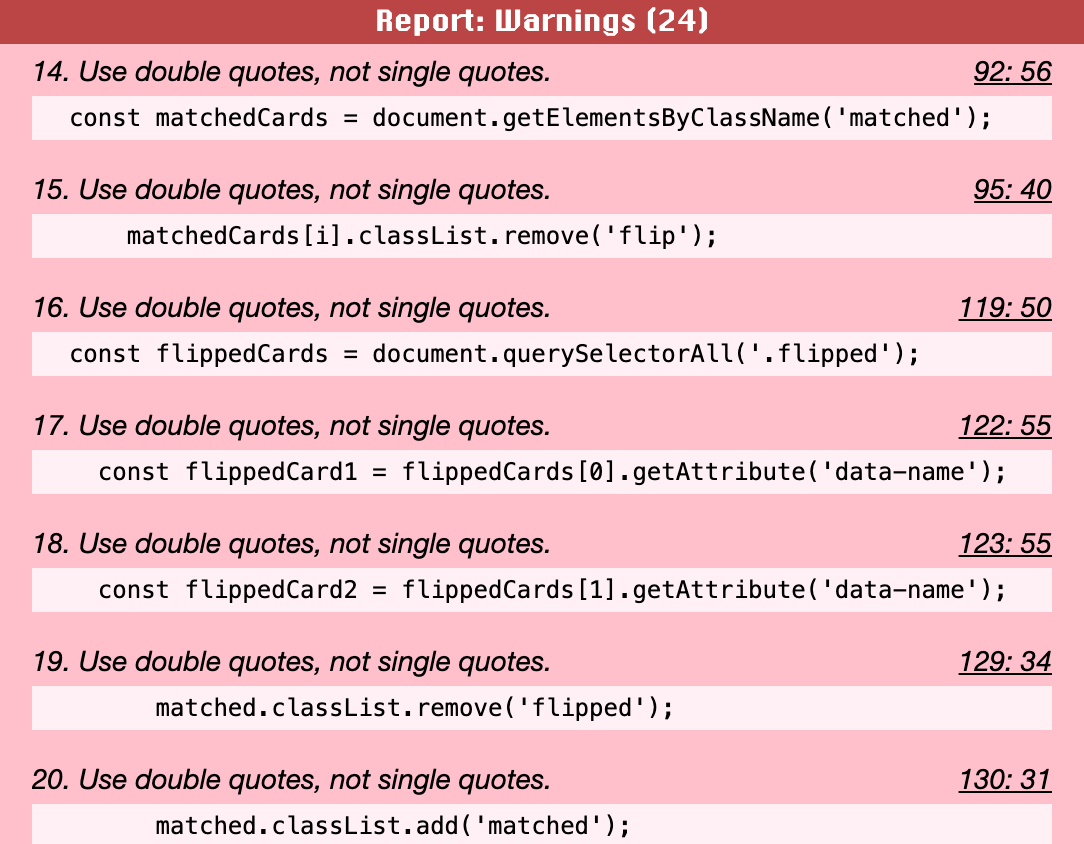 Report: Warnings (24)
14. Use double quotes, not single quotes. 92: 56
const matchedCards = document.getElementsByClassName('matched');
15. Use double quotes, not single quotes. 95: 40
matchedCards[i].classList.remove('flip');
16. Use double quotes, not single quotes. 119: 50
const flippedCards = document.querySelectorAll('.flipped');
17. Use double quotes, not single quotes. 122: 55
const flippedCard1 = flippedCards[0].getAttribute('data-name');
18. Use double quotes, not single quotes. 123: 55
const flippedCard2 = flippedCards[1].getAttribute('data-name');
19. Use double quotes, not single quotes. 129: 34
matched.classList.remove('flipped');
20. Use double quotes, not single quotes. 130: 31
matched.classList.add('matched');